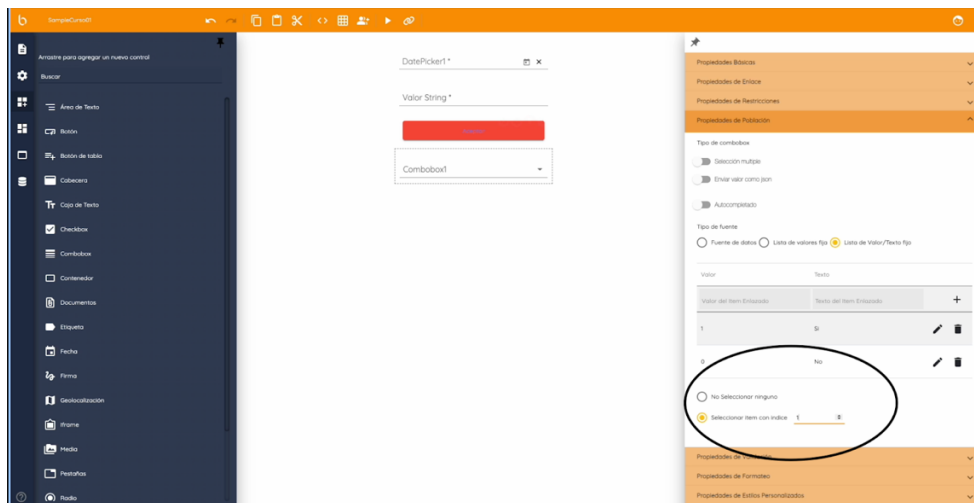 SampleCurso01
Arrastre para agregar un nuevo control
Buscar
Área de Texto
Botón
Botón de tabla
Cabecera
Caja de Texto
Checkbox
Combobox
Contenedor
Documentos
Etiqueta
Fecha
Firma
Geolocalización
Iframe
Media
Pestañas
Radio
DatePicker1 *
Valor String *
Combobox1
Propiedades Básicas
Propiedades de Enlace
Propiedades de Restricciones
Propiedades de Población
Tipo de combobox
Selección multiple
Enviar valor como json
Autocompletado
Tipo de fuente
Fuente de datos Lista de valores fija Lista de Valor/Texto fijo
Valor Texto
Valor del Item Enlazado Texto del Item Enlazado
1 Si
0 No
No Seleccionar ninguno
Seleccionar Item con indice 1
Propiedades de
Propiedades de Formateo
Propiedades de Estilos Personalizados